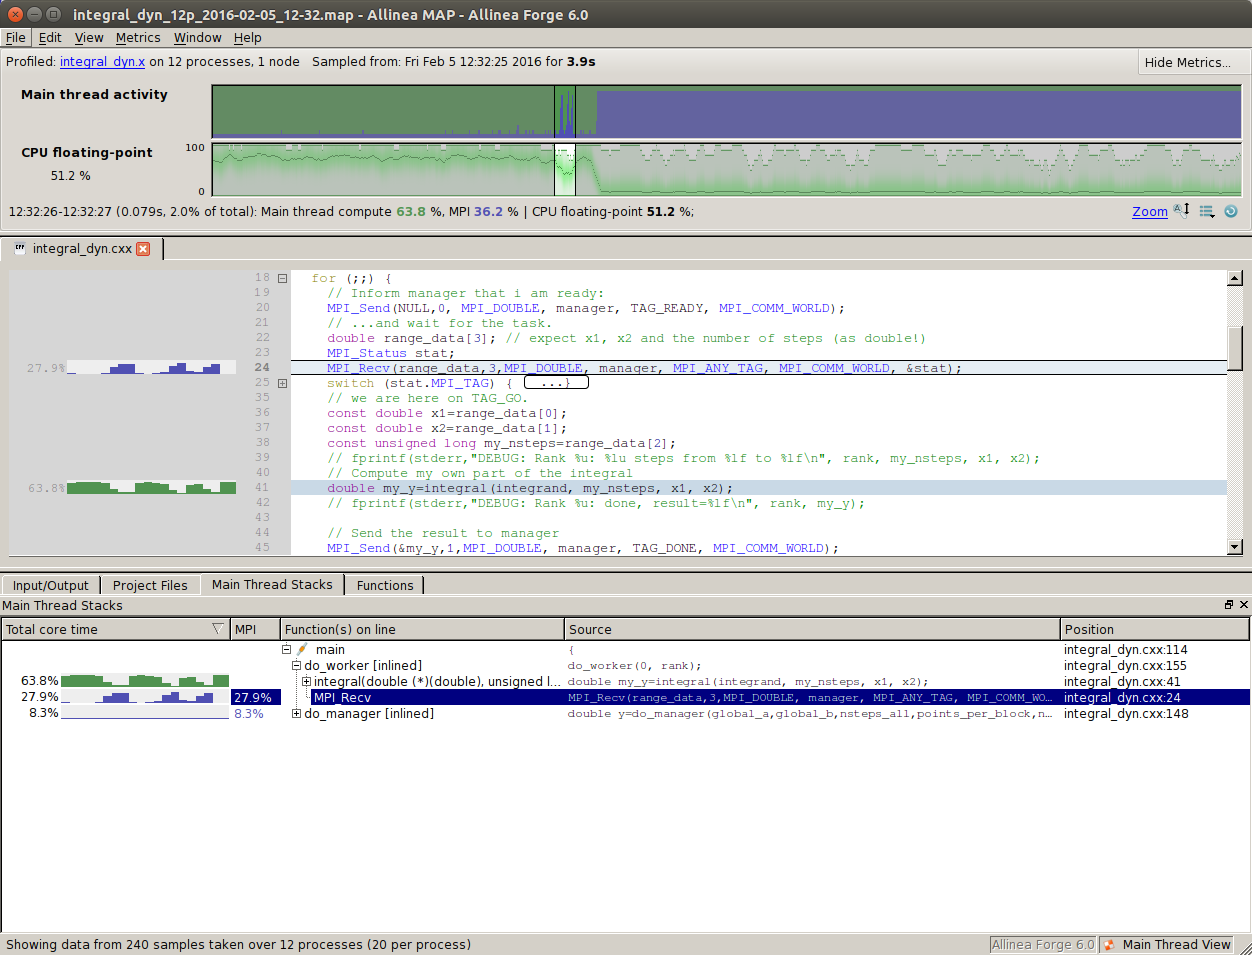 integral_dyn_12p_2016-02-05_12-32.map - Allinea MAP - Allinea Forge 6.0
File Edit View Metrics Window Help
Profiled: integral_dyn.x on 12 processes, 1 node Sampled from: Fri Feb 5 12:32:25 2016 for 3.9s
Hide Metrics...
Main thread activity
CPU floating-point
51.2 %
100
0
12:32:26-12:32:27 (0.079s, 2.0% of total): Main thread compute 63.8 %, MPI 36.2 % | CPU floating-point 51.2 %;
Zoom
integral_dyn.cxx
18 for (;;) {
19 // Inform manager that i am ready:
20 MPI_Send(NULL,0, MPI_DOUBLE, manager, TAG_READY, MPI_COMM_WORLD);
21 // ...and wait for the task.
22 double range_data[3]; // expect x1, x2 and the number of steps (as double!)
23 MPI_Status stat;
27.9% 24 MPI_Recv(range_data,3,MPI_DOUBLE, manager, MPI_ANY_TAG, MPI_COMM_WORLD, &stat);
25 switch (stat.MPI_TAG) { ...}
35 // we are here on TAG_GO.
36 const double x1=range_data[0];
37 const double x2=range_data[1];
38 const unsigned long my_nsteps=range_data[2];
39 // fprintf(stderr,"DEBUG: Rank %u: %lu steps from %lf to %lf\n", rank, my_nsteps, x1, x2);
40 // Compute my own part of the integral
63.8% 41 double my_y=integral(integrand, my_nsteps, x1, x2);
42 // fprintf(stderr,"DEBUG: Rank %u: done, result=%lf\n", rank, my_y);
43
44 // Send the result to manager
45 MPI_Send(&my_y,1,MPI_DOUBLE, manager, TAG_DONE, MPI_COMM_WORLD);
Input/Output Project Files Main Thread Stacks Functions
Main Thread Stacks
Total core time MPI Function(s) on line Source Position
main { integral_dyn.cxx:114
do_worker [inlined] do_worker(0, rank); integral_dyn.cxx:155
63.8% integral(double (*)(double), unsigned l... double my_y=integral(integrand, my_nsteps, x1, x2); integral_dyn.cxx:41
27.9% 27.9% MPI_Recv MPI_Recv(range_data,3,MPI_DOUBLE, manager, MPI_ANY_TAG, MPI_COMM_WO... integral_dyn.cxx:24
8.3% 8.3% do_manager [inlined] double y=do_manager(global_a,global_b,nsteps_all,points_per_block,n... integral_dyn.cxx:148
Showing data from 240 samples taken over 12 processes (20 per process)
Allinea Forge 6.0 Main Thread View